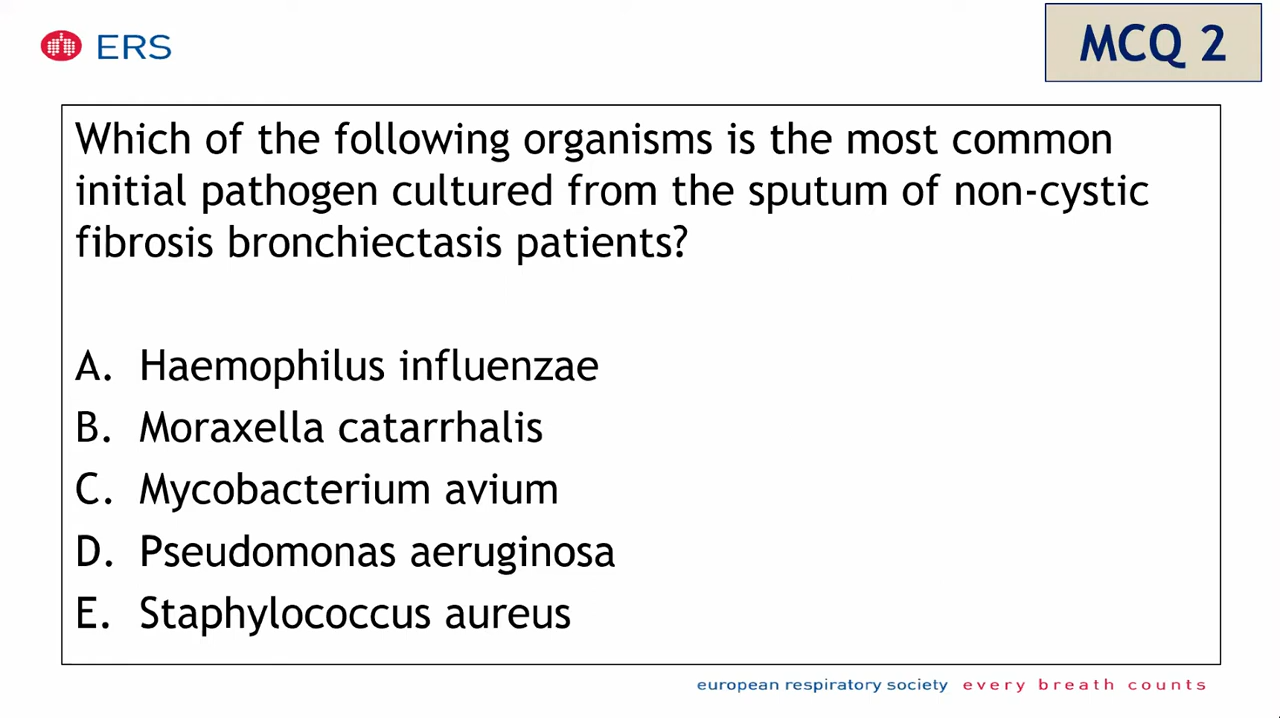 ERS
MCQ 2
Which of the following organisms is the most common
initial pathogen cultured from the sputum of non-cystic
fibrosis bronchiectasis patients?
A. Haemophilus influenzae
B. Moraxella catarrhalis
C. Mycobacterium avium
D. Pseudomonas aeruginosa
E. Staphylococcus aureus
european respiratory society every breath counts